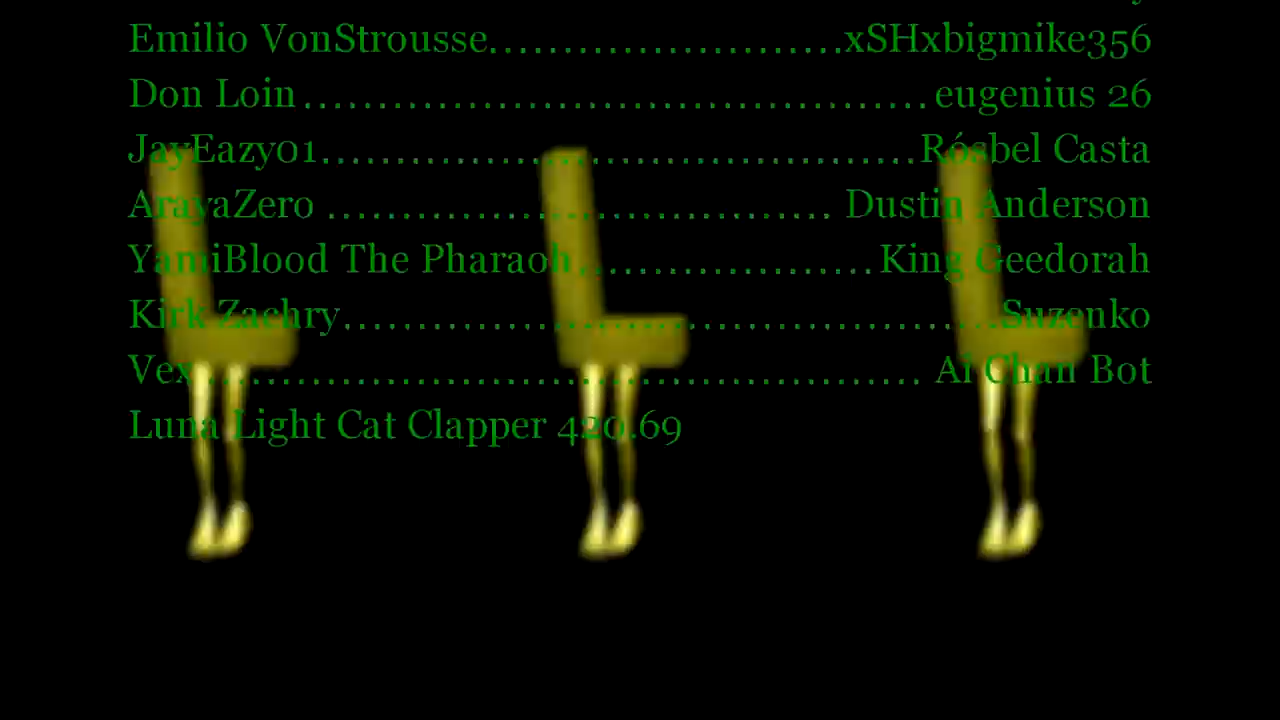 Emilio VonStrousse.......................xSHxbigmike356
Don Loin ........................................ eugenius 26
JayEazy01......................................Rósbel Casta
ArayaZero ................................ Dustin Anderson
YamiBlood The Pharaoh...................King Geedorah
Kirk Zachry..........................................Suzenko
Vex .............................................. Ai Chan Bot
Luna Light Cat Clapper 420.69